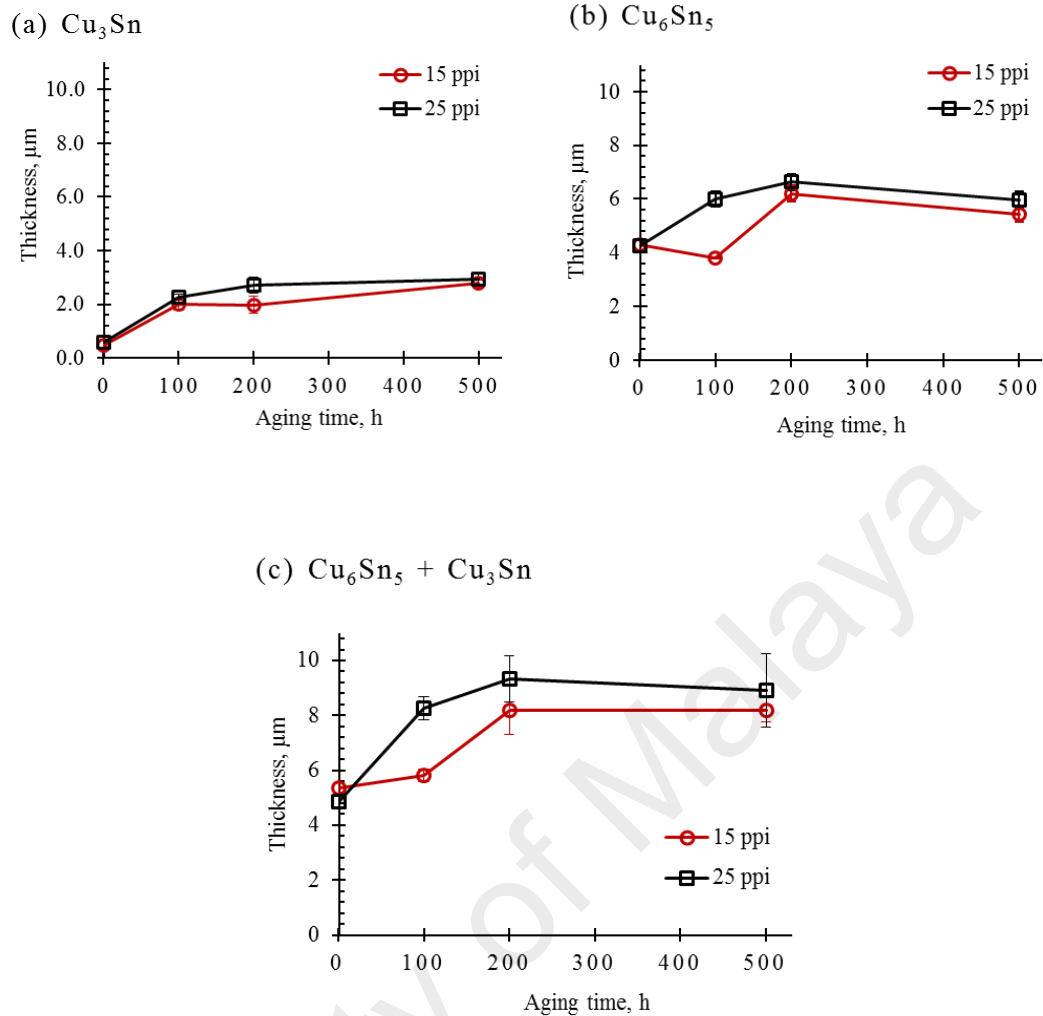 (a) Cu₃Sn
15 ppi
25 ppi
10.0
8.0
6.0
4.0
2.0
0.0
Thickness, µm
0 100 200 300 400 500
Aging time, h
(b) Cu₆Sn₅
15 ppi
25 ppi
10
8
6
4
2
0
Thickness, µm
0 100 200 300 400 500
Aging time, h
(c) Cu₆Sn₅ + Cu₃Sn
10
8
6
4
2
0
Thickness, µm
15 ppi
25 ppi
0 100 200 300 400 500
Aging time, h
of Malaya